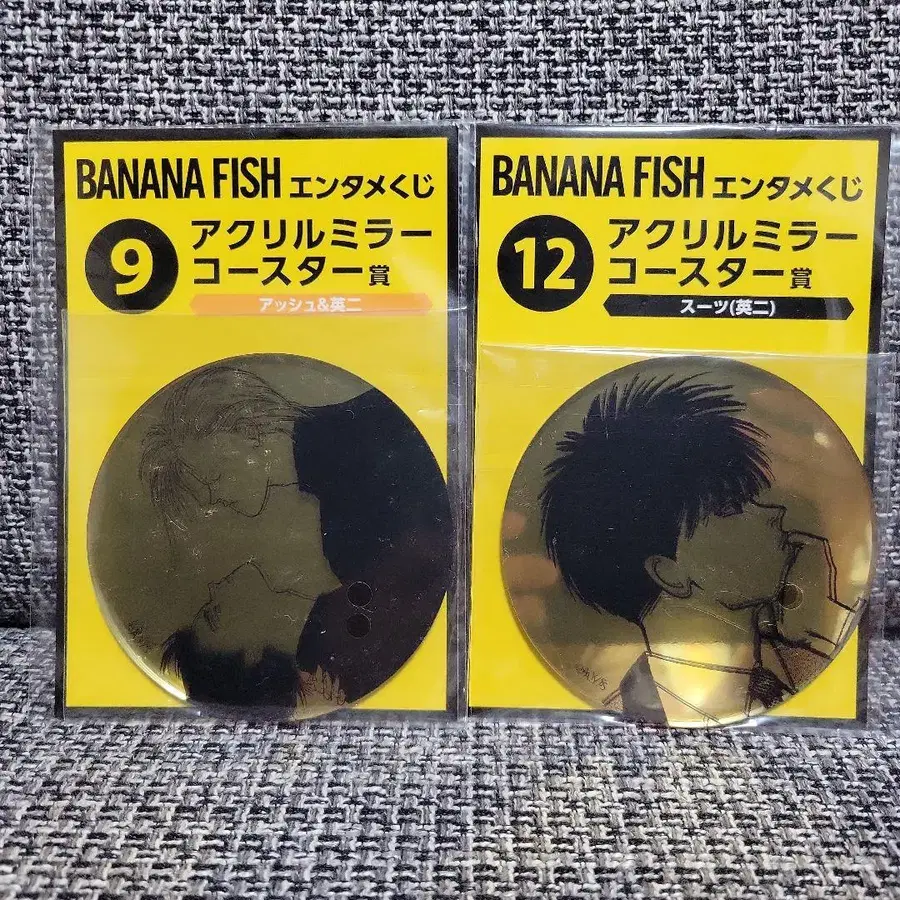 BANANA FISH エンタメくじ
9
アクリルミラー
コースター賞
アッシュ&英二
BANANA FISH エンタメくじ
12
アクリルミラー
コースター賞
スーツ(英二)